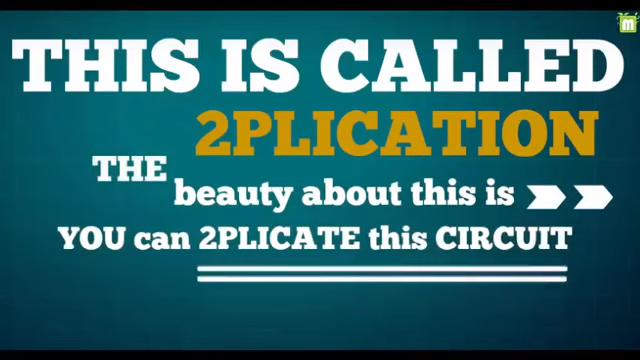 THIS IS CALLED
2PLICATION
THE
beauty about this is
YOU can 2PLICATE this CIRCUIT
m